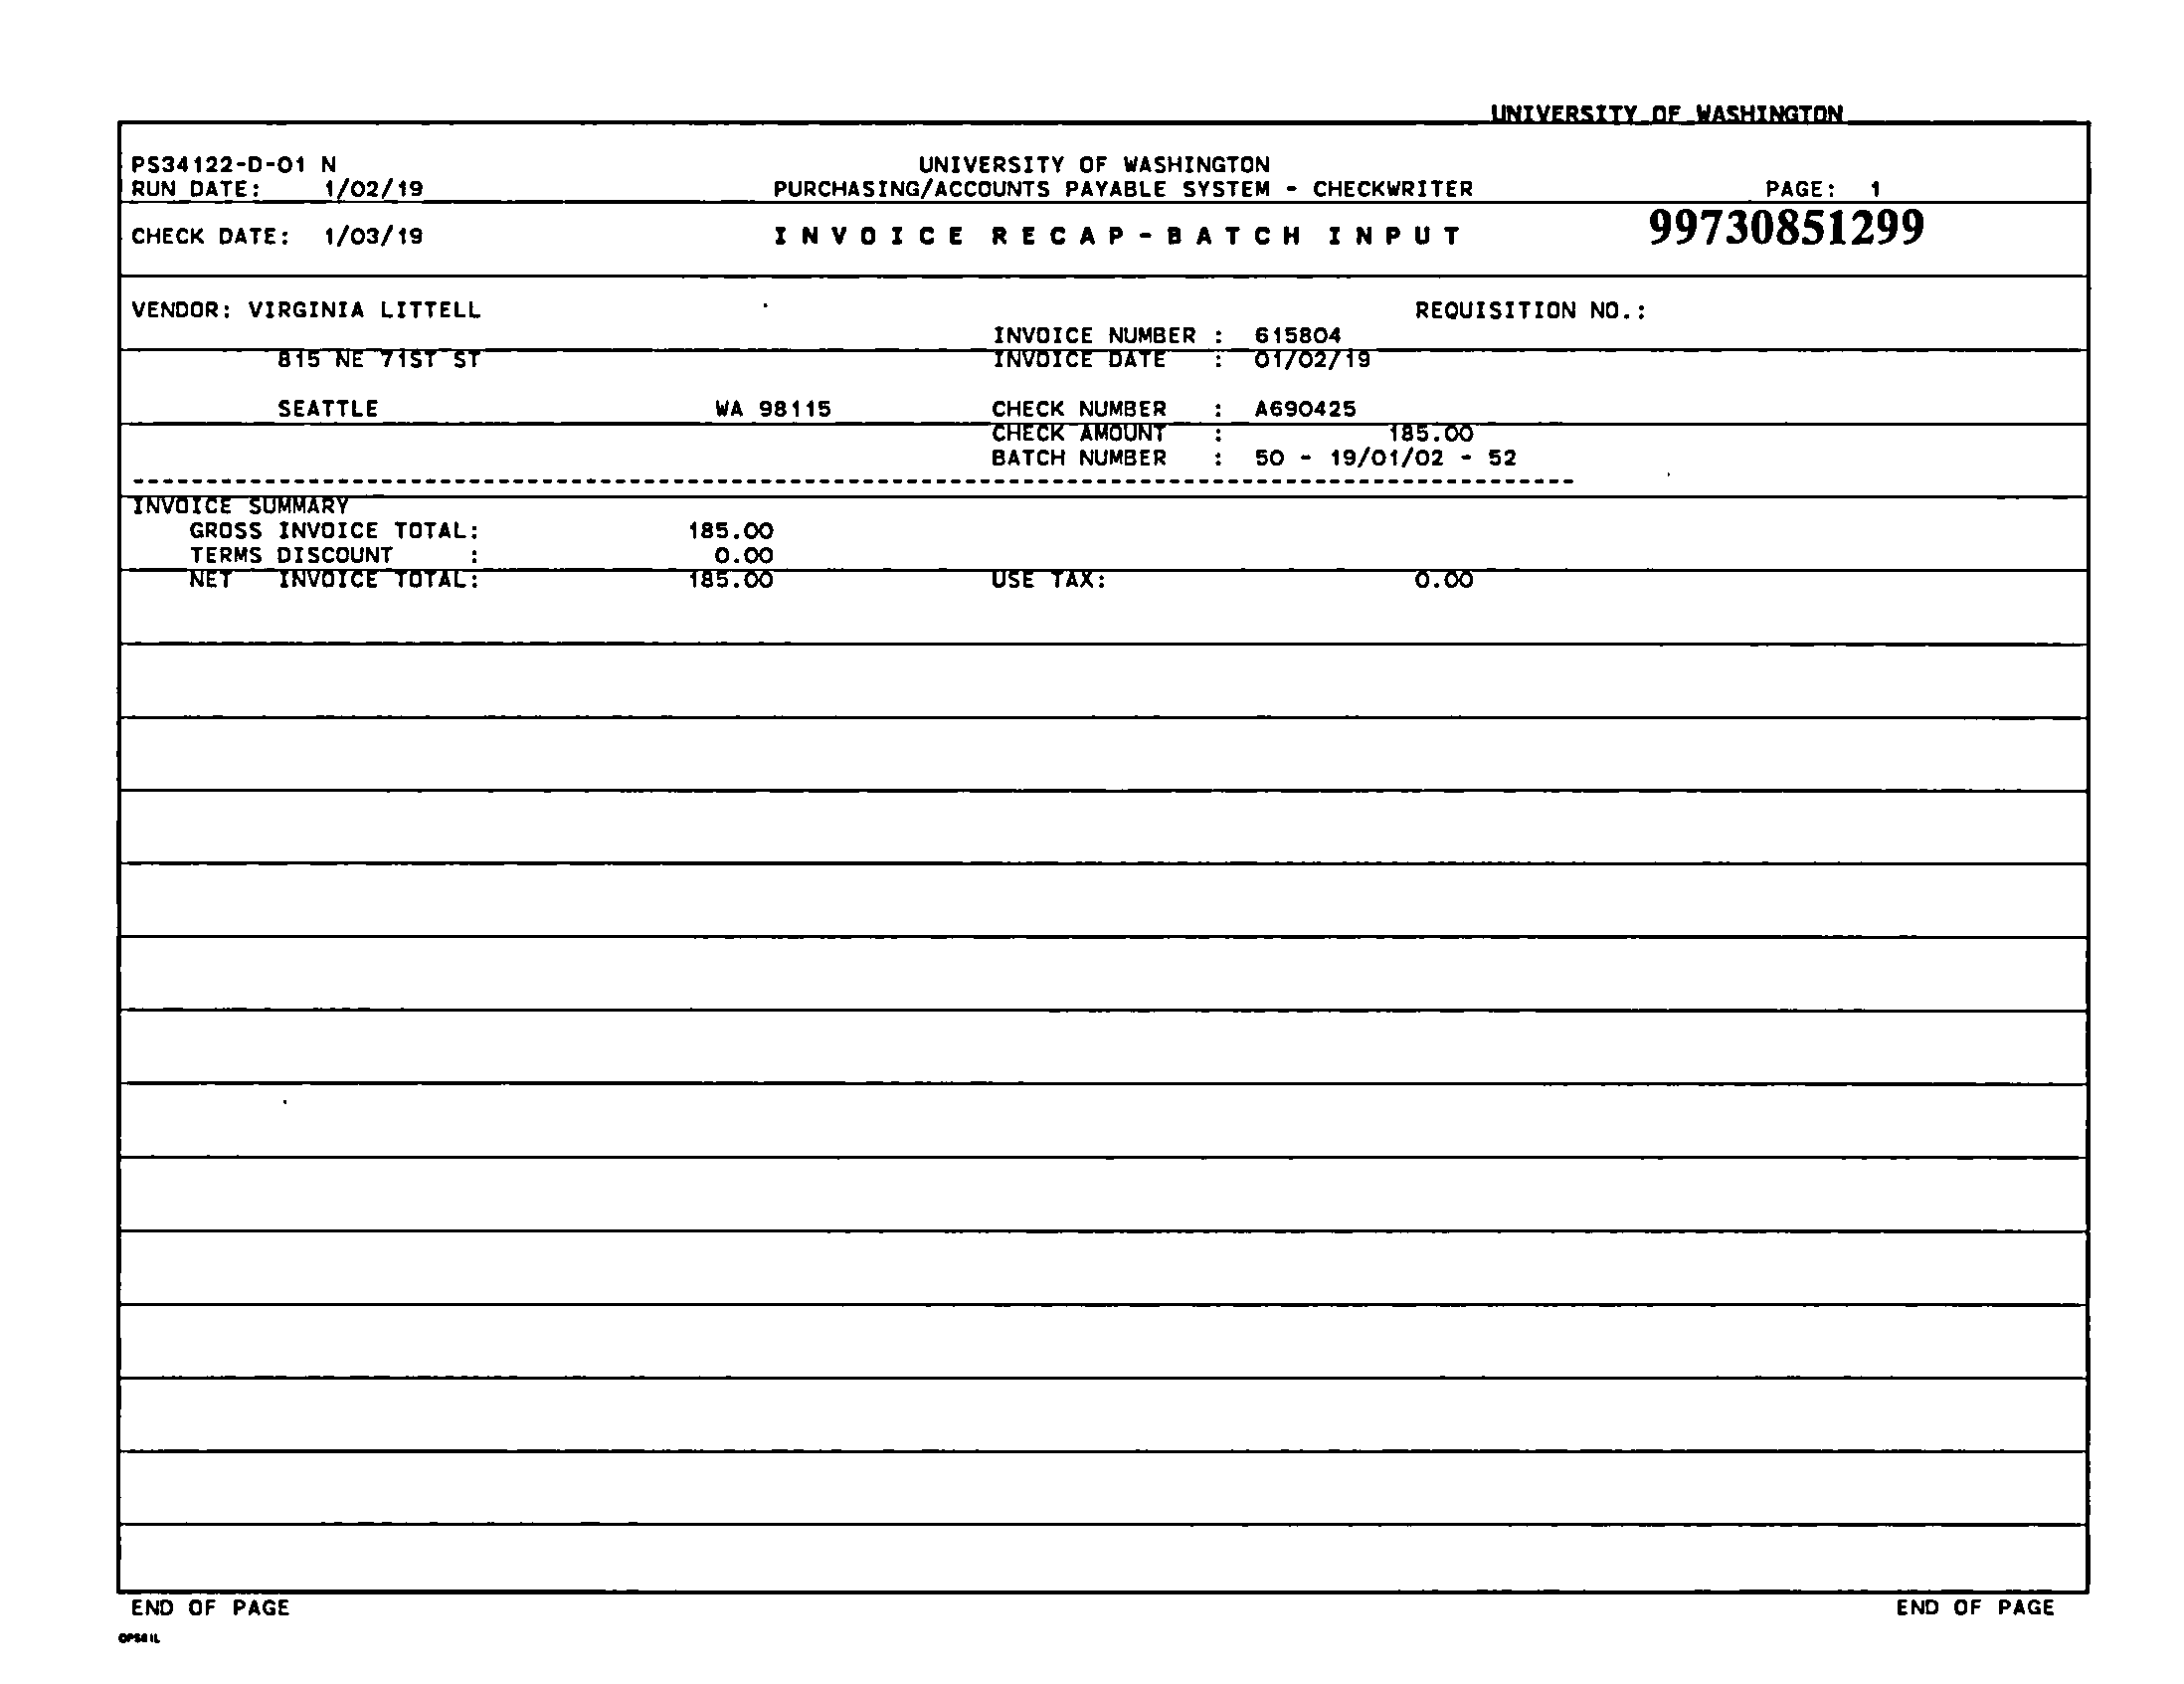 UNIVERSITY OF WASHINGTON
PS34122-D-01 N UNIVERSITY OF WASHINGTON
RUN DATE: 1/02/19 PURCHASING/ACCOUNTS PAYABLE SYSTEM - CHECKWRITER PAGE: 1
CHECK DATE: 1/03/19 INVOICE RECAP-BATCH INPUT 99730851299
VENDOR: VIRGINIA LITTELL REQUISITION NO.:
INVOICE NUMBER : 615804
815 NE 71ST ST INVOICE DATE : 01/02/19
SEATTLE WA 98115 CHECK NUMBER : A690425
CHECK AMOUNT : 185.00
BATCH NUMBER : 50 - 19/01/02 - 52
INVOICE SUMMARY
GROSS INVOICE TOTAL: 185.00
TERMS DISCOUNT : 0.00
NET INVOICE TOTAL: 185.00 USE TAX: 0.00
END OF PAGE END OF PAGE